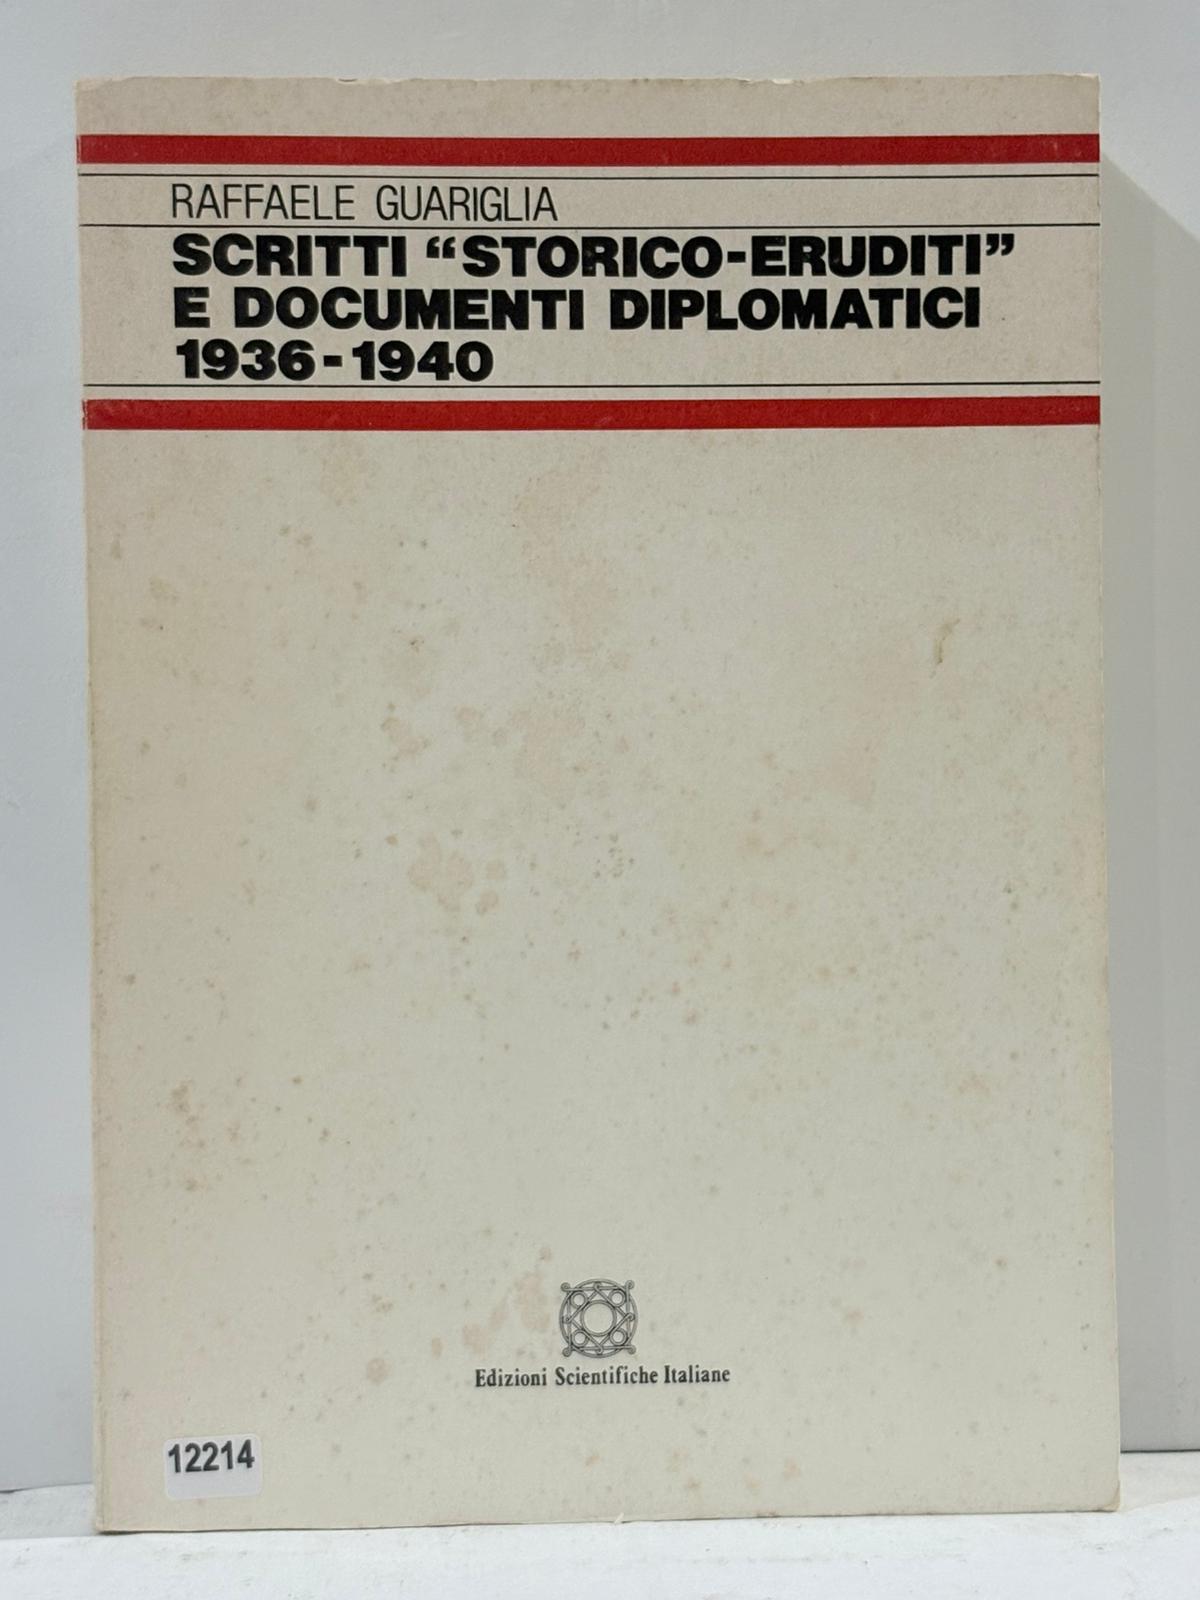 RAFFAELE GUARIGLIA
SCRITTI “STORICO-ERUDITI”
E DOCUMENTI DIPLOMATICI
1936-1940
Edizioni Scientifiche Italiane
12214